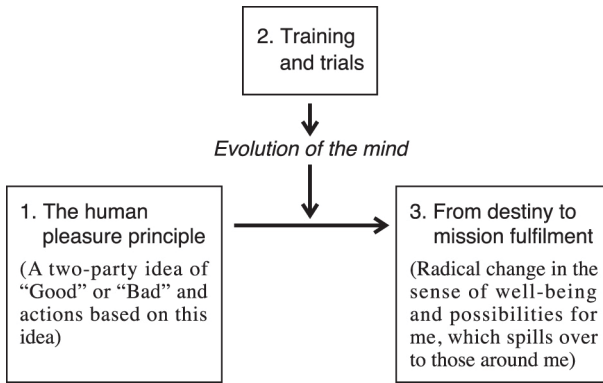 2. Training
and trials
Evolution of the mind
1. The human
pleasure principle
(A two-party idea of
“Good” or “Bad” and
actions based on this
idea)
3. From destiny to
mission fulfilment
(Radical change in the
sense of well-being
and possibilities for
me, which spills over
to those around me)